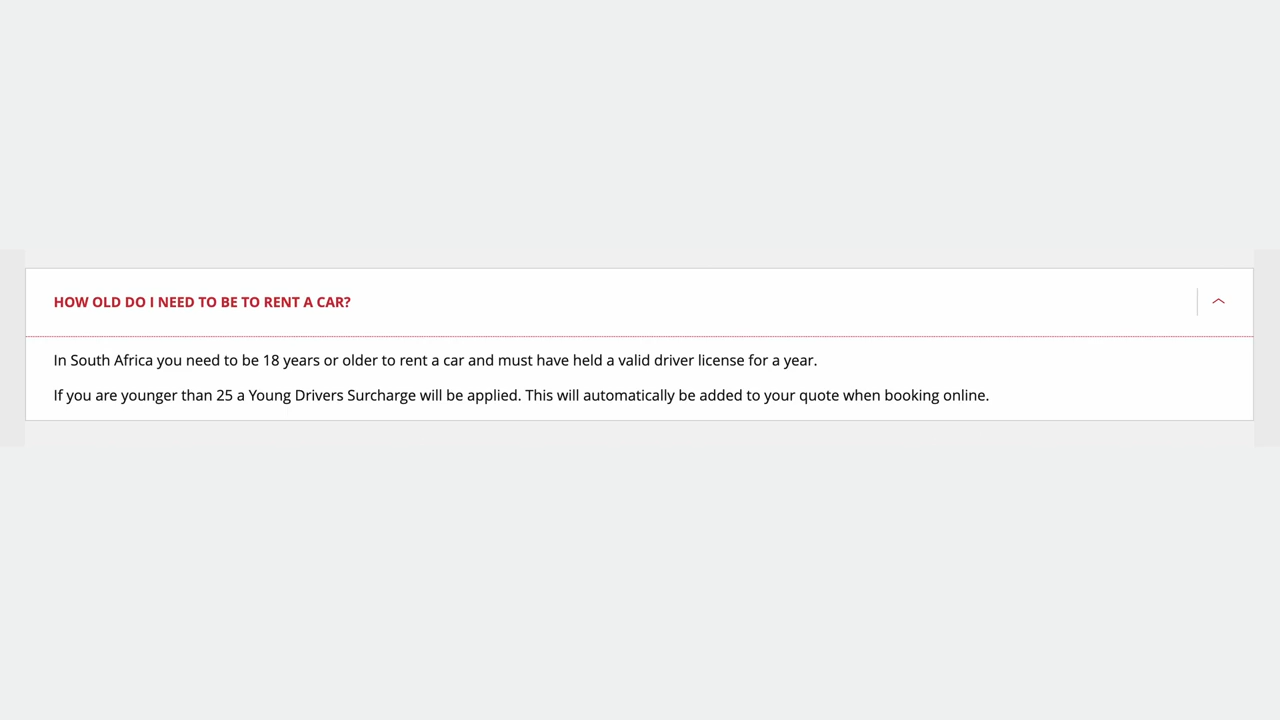 HOW OLD DO I NEED TO BE TO RENT A CAR?
In South Africa you need to be 18 years or older to rent a car and must have held a valid driver license for a year.
If you are younger than 25 a Young Drivers Surcharge will be applied. This will automatically be added to your quote when booking online.